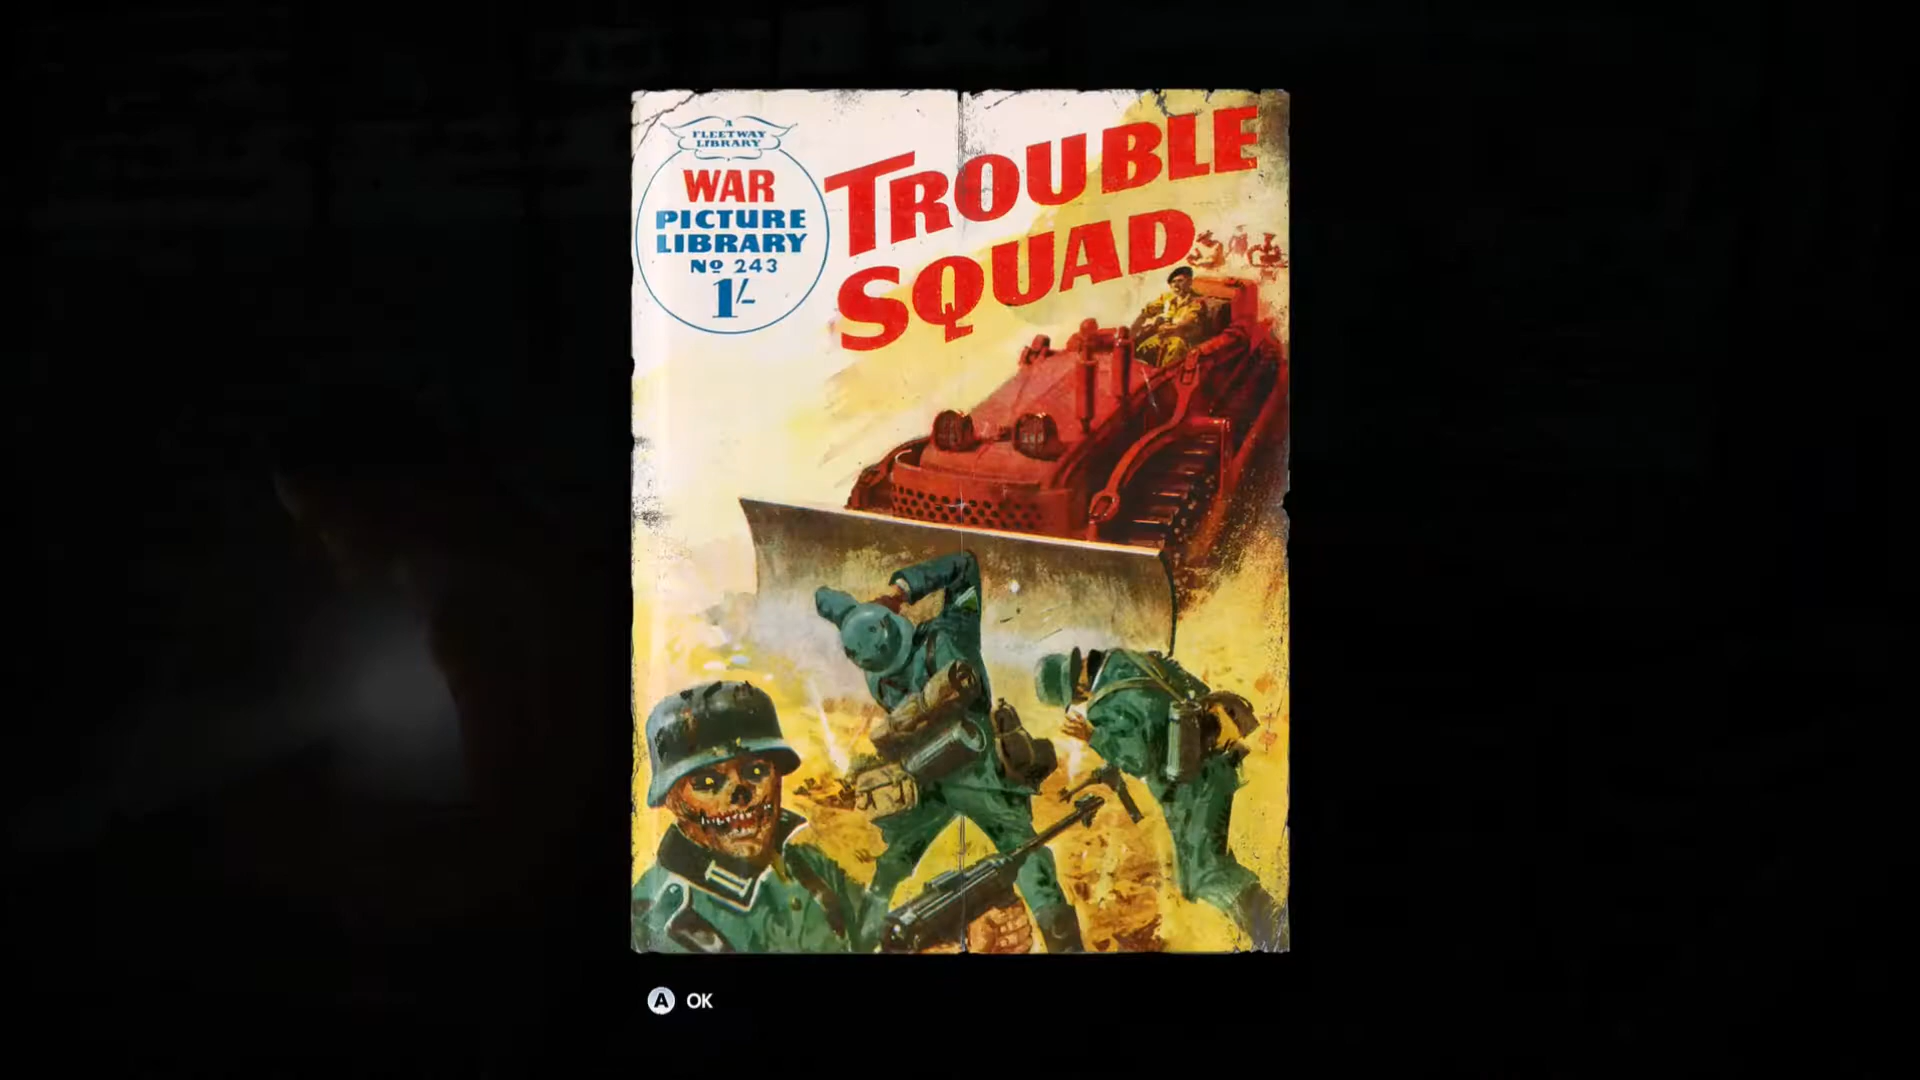 A
FLEETWAY
LIBRARY
WAR
PICTURE
LIBRARY
Nº 243
1/-
TROUBLE
SQUAD
A OK